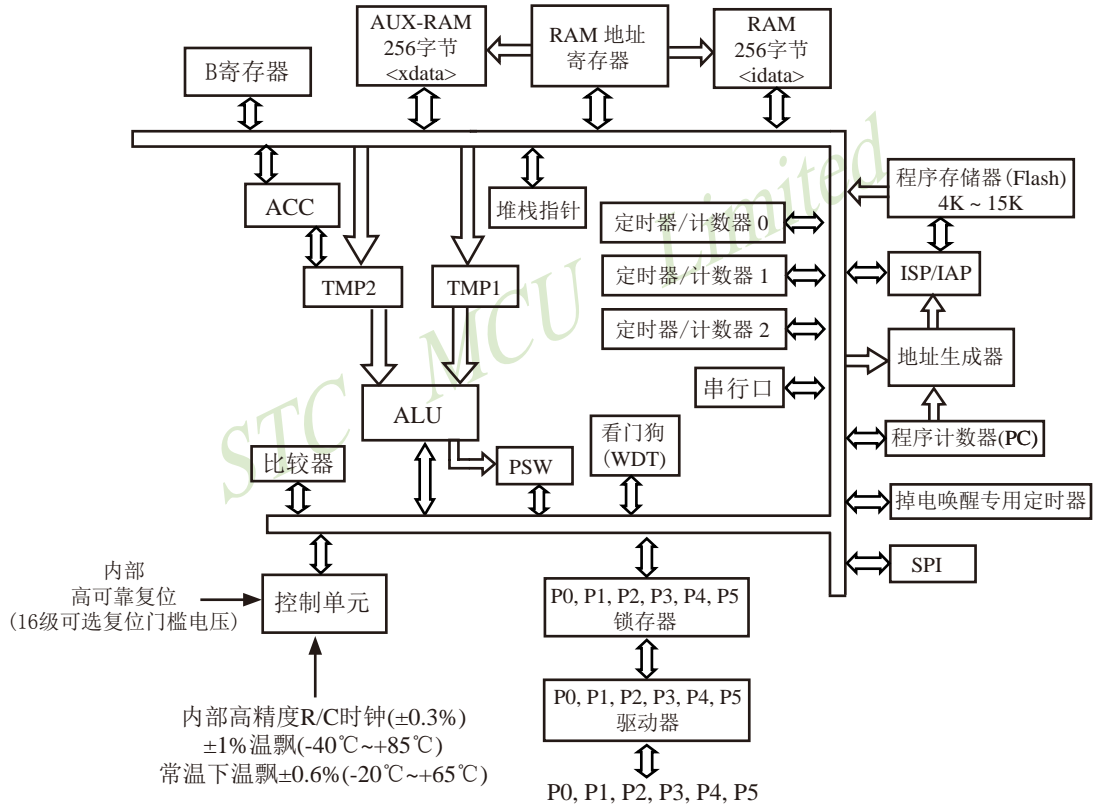 AUX-RAM
256字节
<xdata>
RAM 地址
寄存器
RAM
256字节
<idata>
B寄存器
ACC
堆栈指针
程序存储器(Flash)
4K ~ 15K
定时器/计数器 0
TMP2
TMP1
定时器/计数器 1
ISP/IAP
定时器/计数器 2
地址生成器
串行口
ALU
程序计数器(PC)
比较器
PSW
看门狗
(WDT)
掉电唤醒专用定时器
SPI
内部
高可靠复位
(16级可选复位门槛电压)
控制单元
P0, P1, P2, P3, P4, P5
锁存器
P0, P1, P2, P3, P4, P5
驱动器
内部高精度R/C时钟(±0.3%)
±1%温飘(-40℃~+85℃)
常温下温飘±0.6%(-20℃~+65℃)
P0, P1, P2, P3, P4, P5
STC MCU Limited